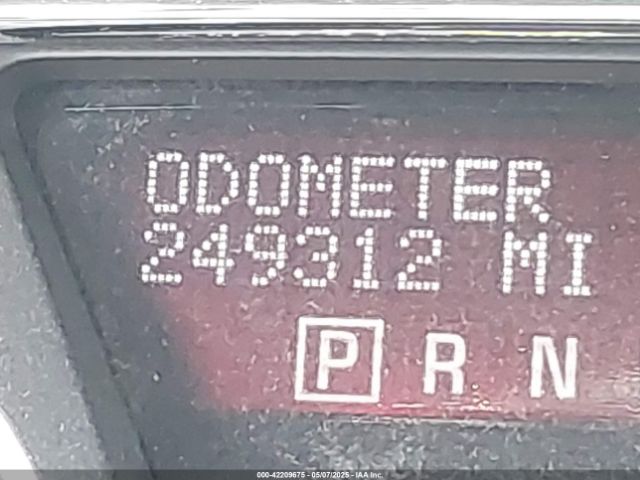 ODOMETER
249312 MI
P R N
000-42209675 - 05/07/2025 - IAA Inc.